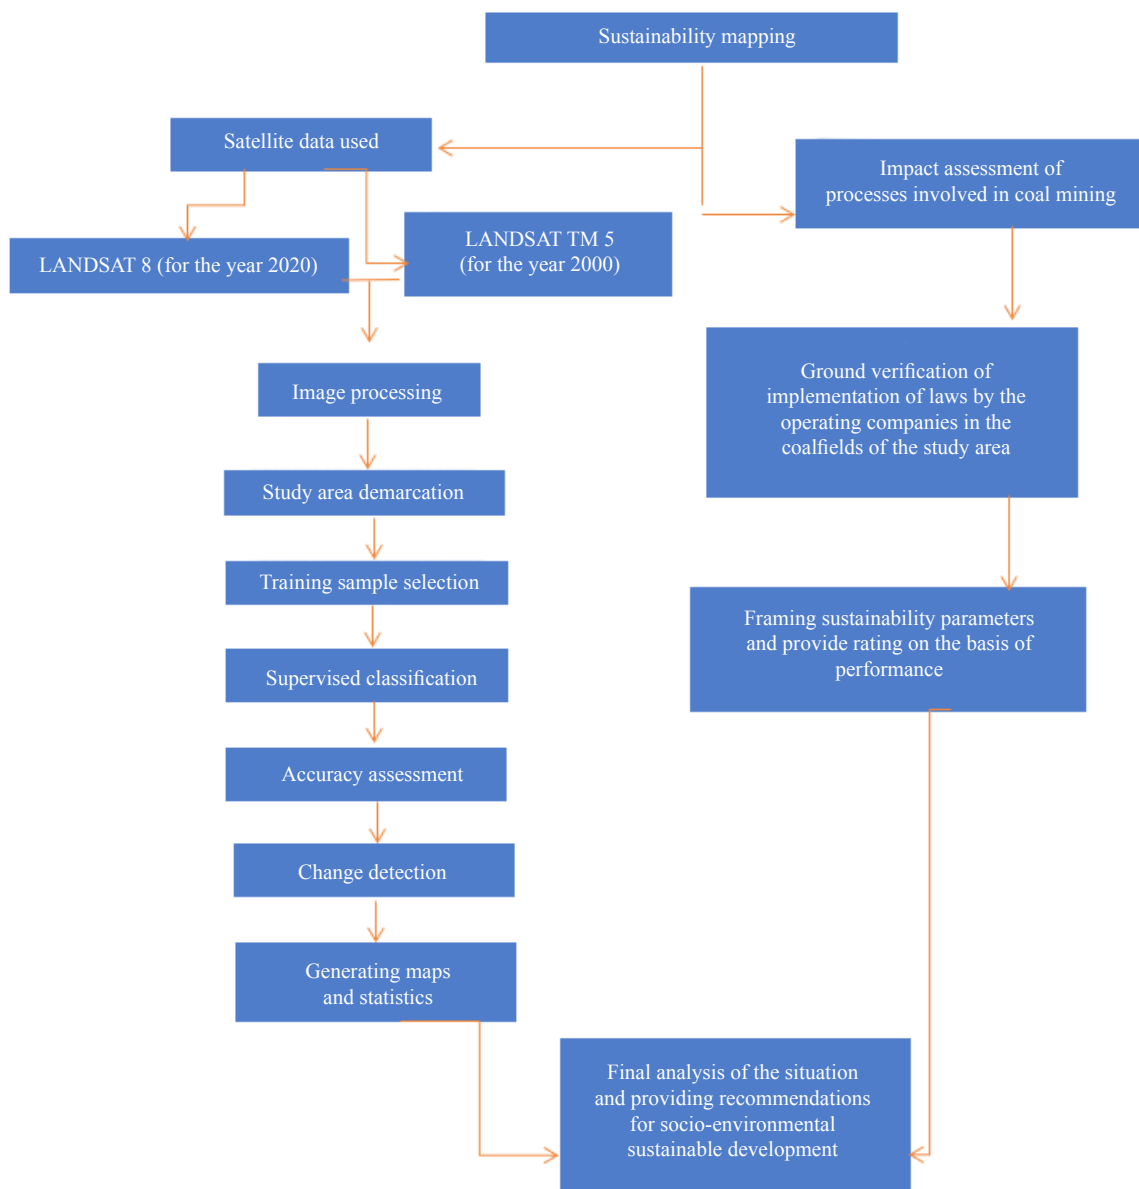 Sustainability mapping
Satellite data used
Impact assessment of
processes involved in coal mining
LANDSAT 8 (for the year 2020)
LANDSAT TM 5
(for the year 2000)
Image processing
Study area demarcation
Training sample selection
Supervised classification
Accuracy assessment
Change detection
Generating maps
and statistics
Ground verification of
implementation of laws by the
operating companies in the
coalfields of the study area
Framing sustainability parameters
and provide rating on the basis of
performance
Final analysis of the situation
and providing recommendations
for socio-environmental
sustainable development